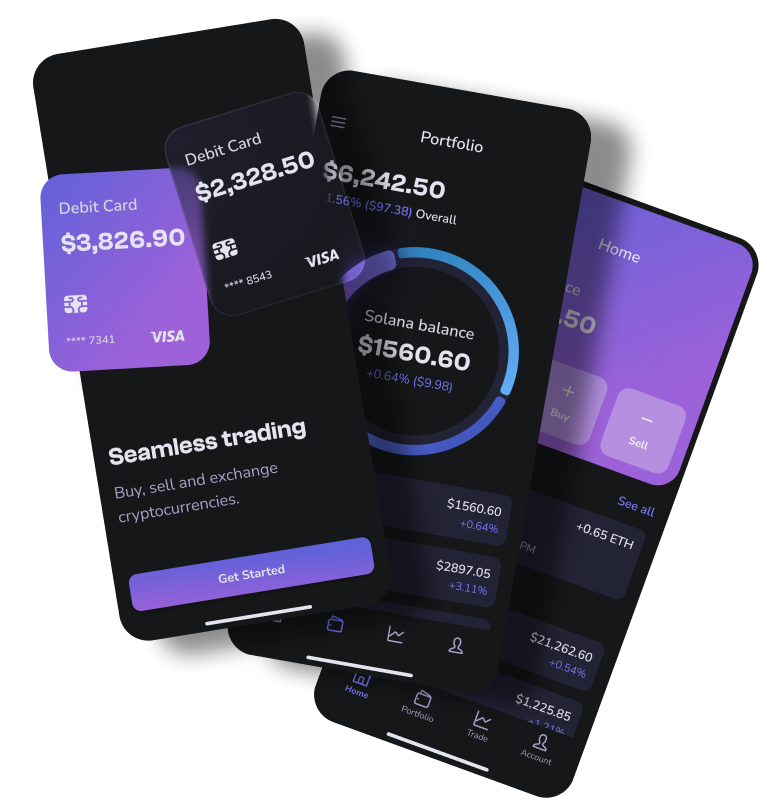 Debit Card
$2,328.50
**** 8543
VISA
Debit Card
$3,826.90
**** 7341
VISA
Seamless trading
Buy, sell and exchange
cryptocurrencies.
Get Started
Portfolio
$6,242.50
1.56% ($97.38) Overall
Solana balance
$1560.60
+0.64% ($9.98)
$1560.60
+0.64%
$2897.05
+3.11%
Home
.50
Buy
Sell
See all
+0.65 ETH
PM
$21,262.60
+0.54%
$1,225.85
+1.21%
Home
Portfolio
Trade
Account